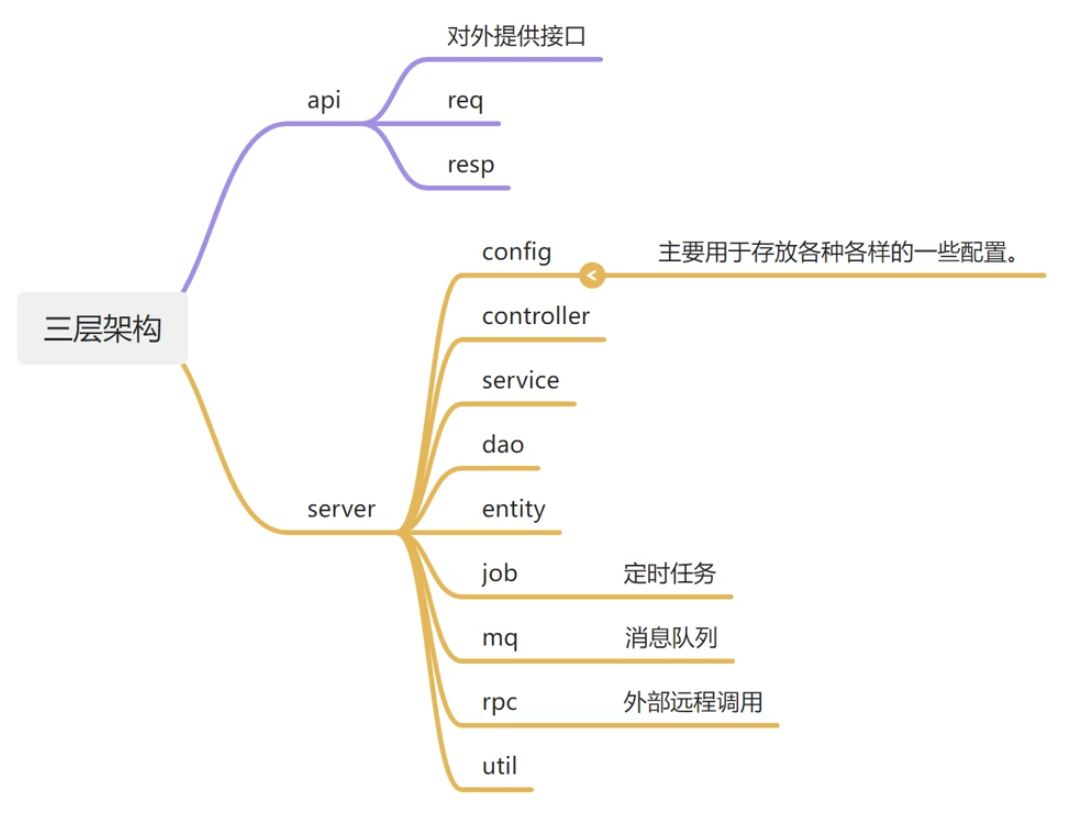 对外提供接口
api
req
resp
config
主要用于存放各种各样的一些配置。
controller
三层架构
service
dao
server
entity
job 定时任务
mq 消息队列
rpc 外部远程调用
util